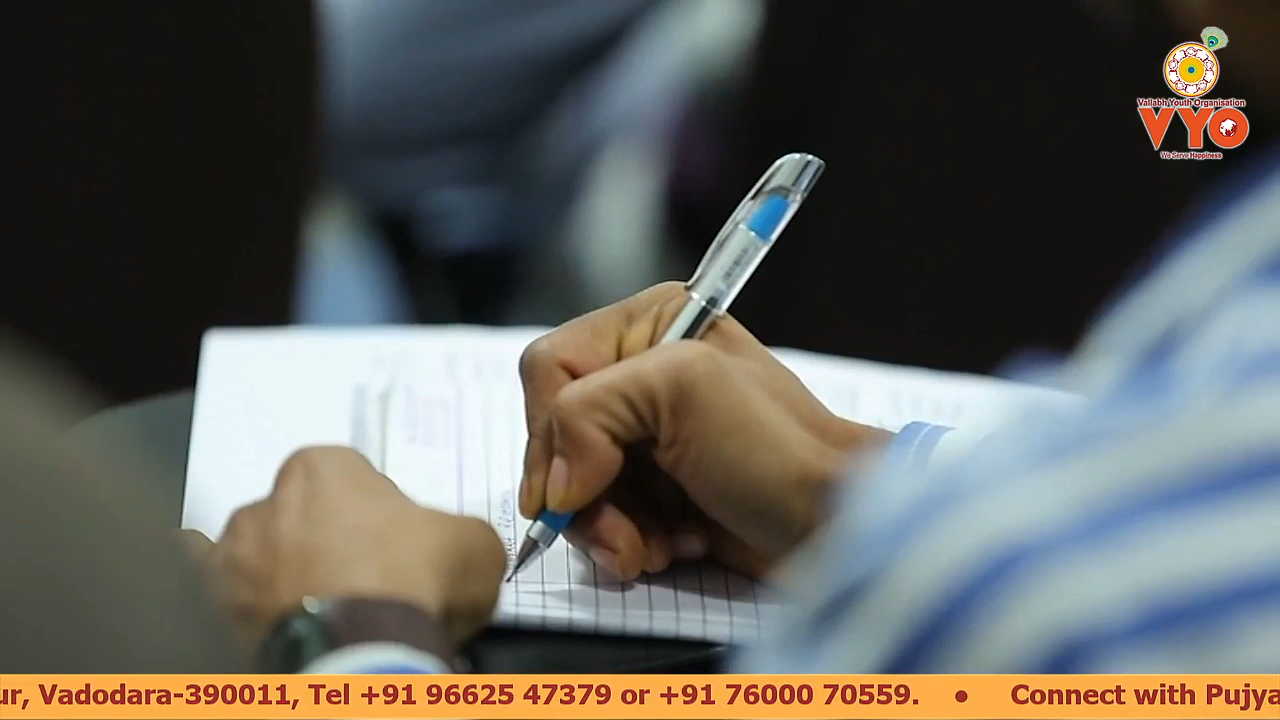 Vallabh Youth Organisation
VYO
We Serve Happiness
ur, Vadodara-390011, Tel +91 96625 47379 or +91 76000 70559. • Connect with Pujya